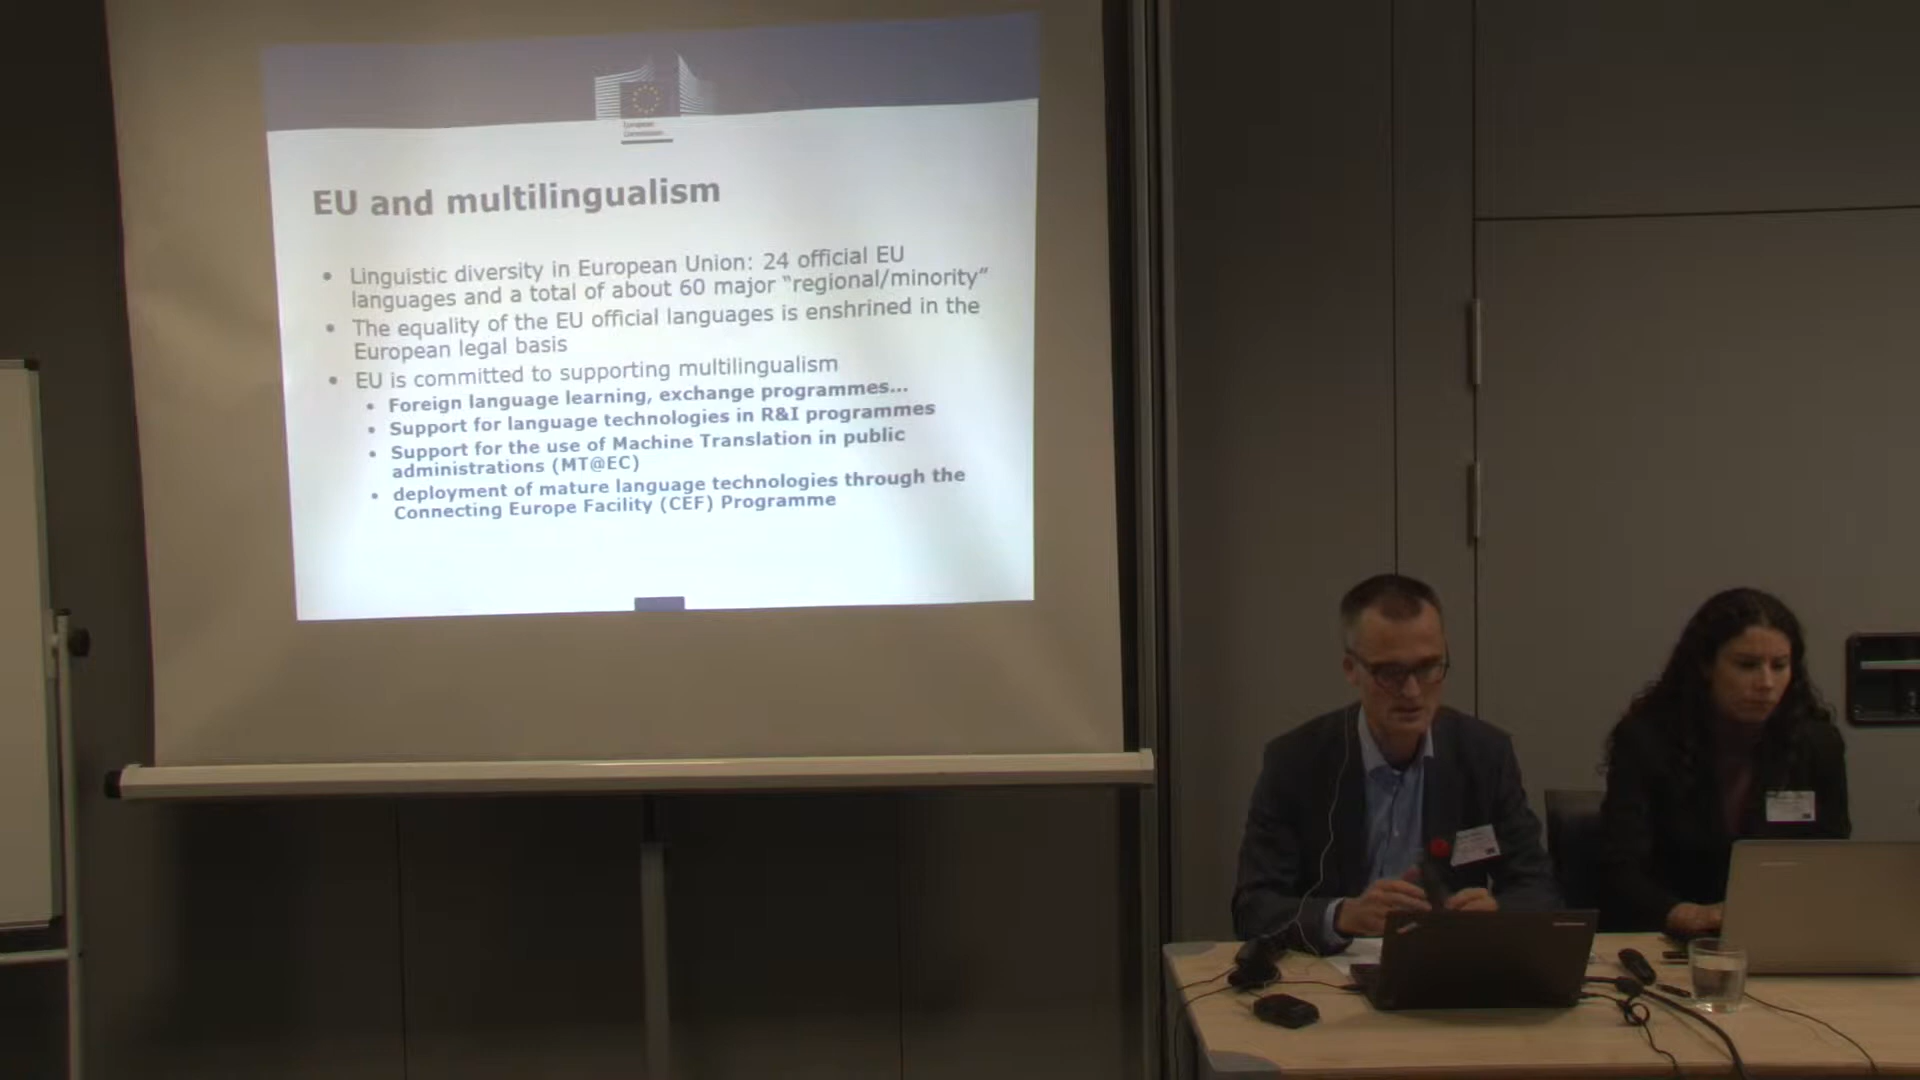 European
Commission
EU and multilingualism
• Linguistic diversity in European Union: 24 official EU
languages and a total of about 60 major “regional/minority”
• The equality of the EU official languages is enshrined in the
European legal basis
• EU is committed to supporting multilingualism
• Foreign language learning, exchange programmes...
• Support for language technologies in R&I programmes
• Support for the use of Machine Translation in public
administrations (MT@EC)
• deployment of mature language technologies through the
Connecting Europe Facility (CEF) Programme